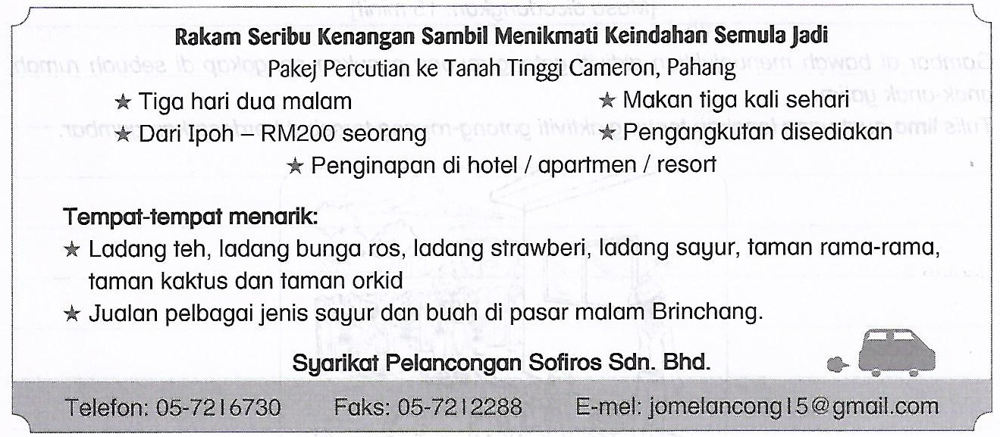 Rakam Seribu Kenangan Sambil Menikmati Keindahan Semula Jadi
Pakej Percutian ke Tanah Tinggi Cameron, Pahang
★ Tiga hari dua malam ★ Makan tiga kali sehari
★ Dari Ipoh – RM200 seorang ★ Pengangkutan disediakan
★ Penginapan di hotel / apartmen / resort
Tempat-tempat menarik:
★ Ladang teh, ladang bunga ros, ladang strawberi, ladang sayur, taman rama-rama,
taman kaktus dan taman orkid
★ Jualan pelbagai jenis sayur dan buah di pasar malam Brinchang.
Syarikat Pelancongan Sofiros Sdn. Bhd.
Telefon: 05-7216730 Faks: 05-7212288 E-mel: jomelancong15@gmail.com